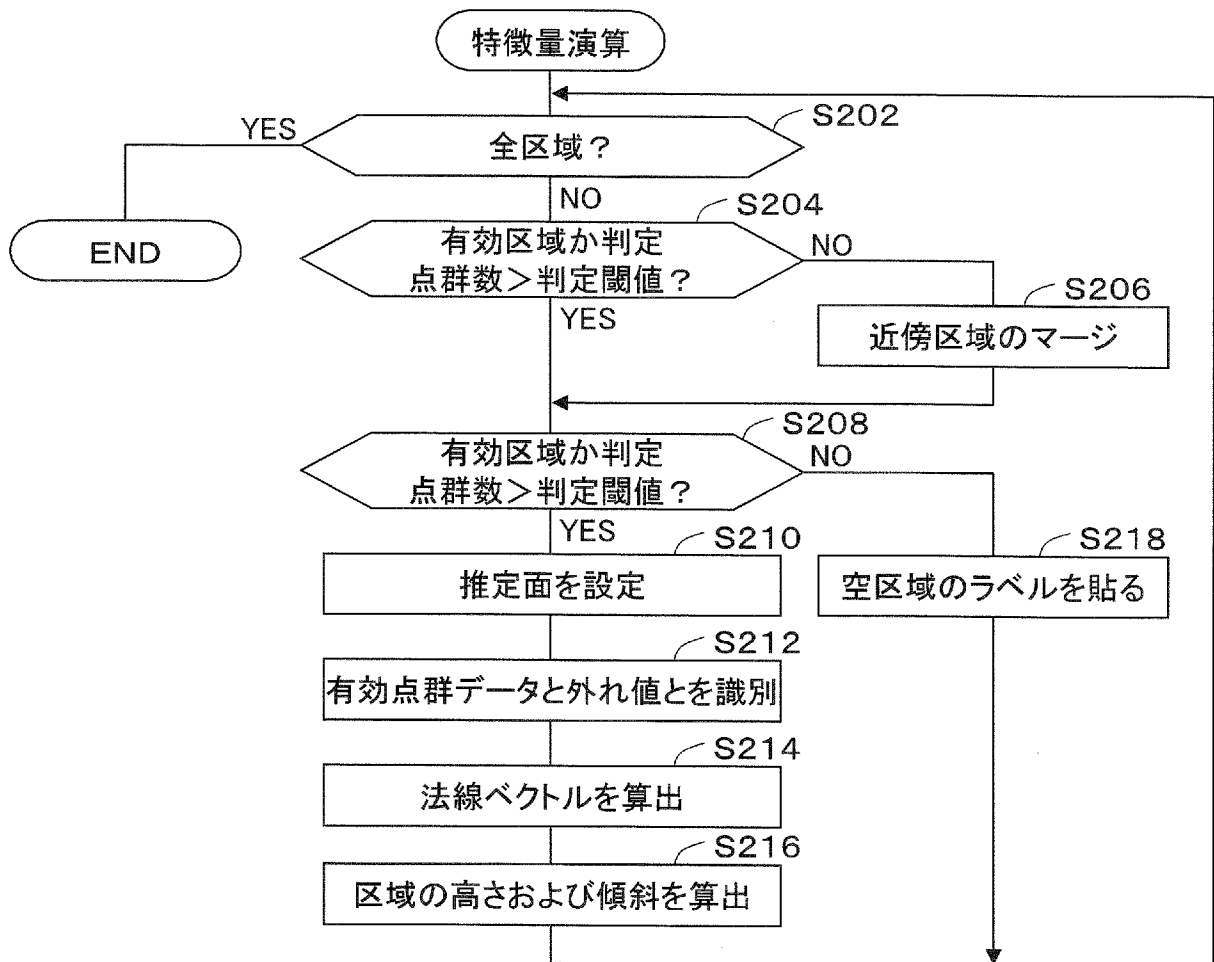 特徴量演算
S202
YES
全区域？
NO
S204
END
有効区域か判定
点群数＞判定閾値？
NO
YES
S206
近傍区域のマージ
S208
有効区域か判定
点群数＞判定閾値？
NO
YES
S210
推定面を設定
S218
空区域のラベルを貼る
S212
有効点群データと外れ値とを識別
S214
法線ベクトルを算出
S216
区域の高さおよび傾斜を算出